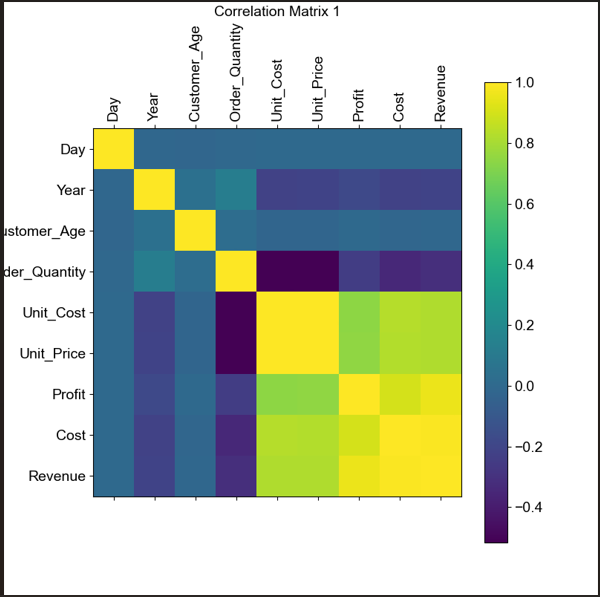 Correlation Matrix 1
Day
Year
Customer_Age
Order_Quantity
Unit_Cost
Unit_Price
Profit
Cost
Revenue
Day
Year
ustomer_Age
der_Quantity
Unit_Cost
Unit_Price
Profit
Cost
Revenue
1.0
0.8
0.6
0.4
0.2
0.0
−0.2
−0.4